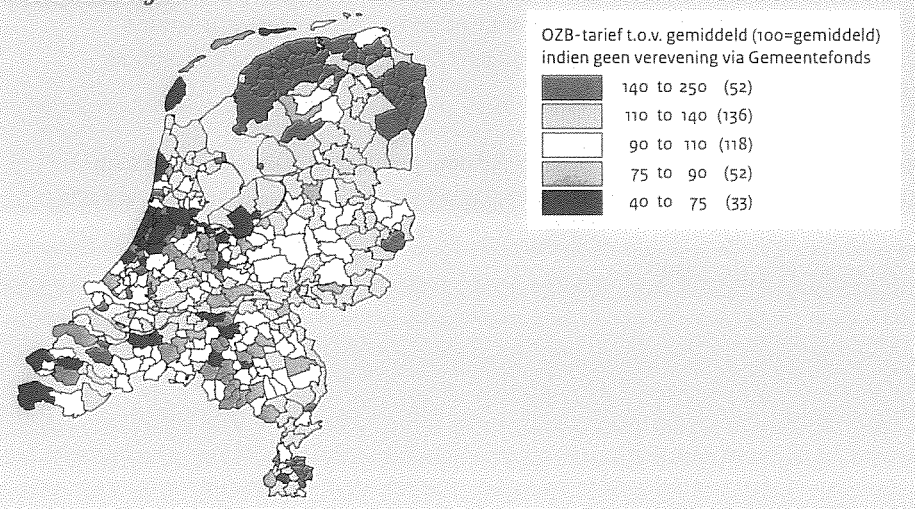 OZB-tarief t.o.v. gemiddeld (100=gemiddeld)
indien geen verevening via Gemeentefonds
140 to 250 (52)
110 to 140 (136)
90 to 110 (118)
75 to 90 (52)
40 to 75 (33)